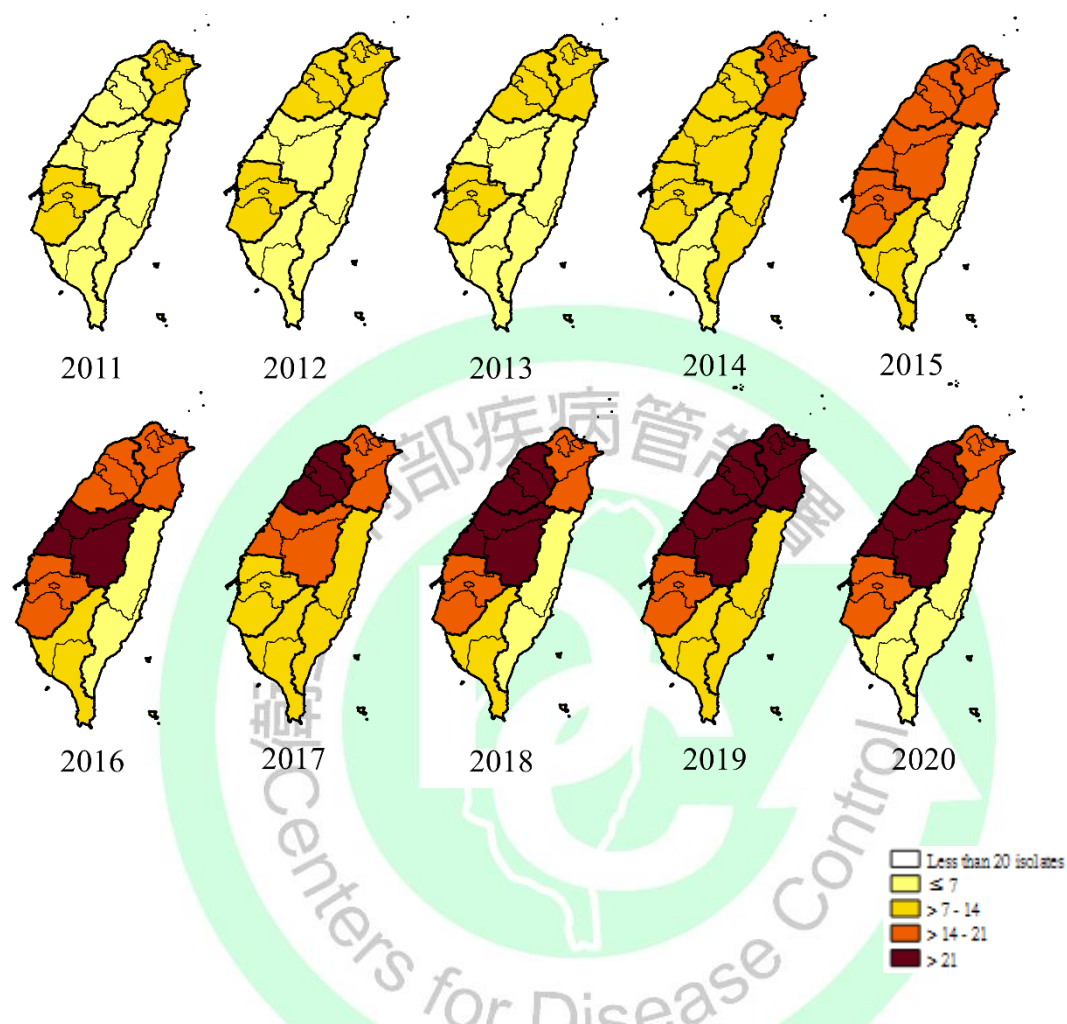 2011 2012 2013 2014 2015
部疾病管
2016 2017 2018 2019 2020
Less than 20 isolates
≤ 7
> 7 - 14
> 14 - 21
> 21
Centers for Disease Control